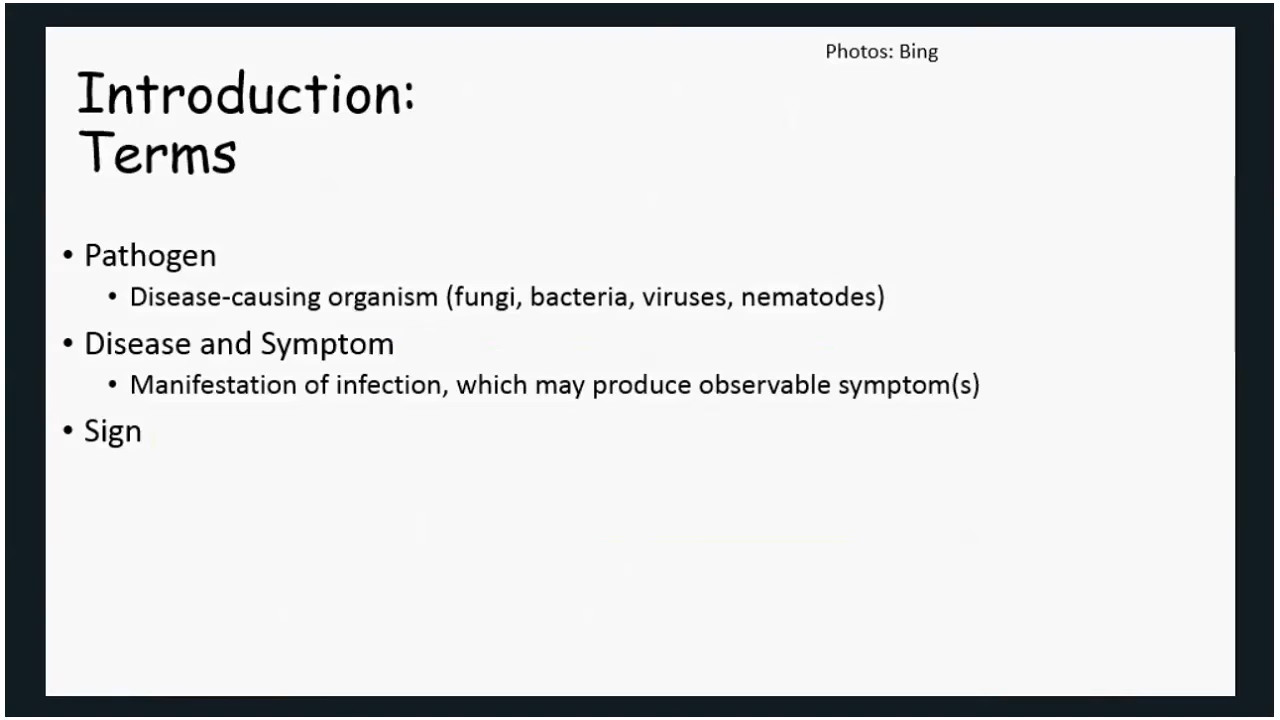 Photos: Bing
Introduction:
Terms
• Pathogen
• Disease-causing organism (fungi, bacteria, viruses, nematodes)
• Disease and Symptom
• Manifestation of infection, which may produce observable symptom(s)
• Sign